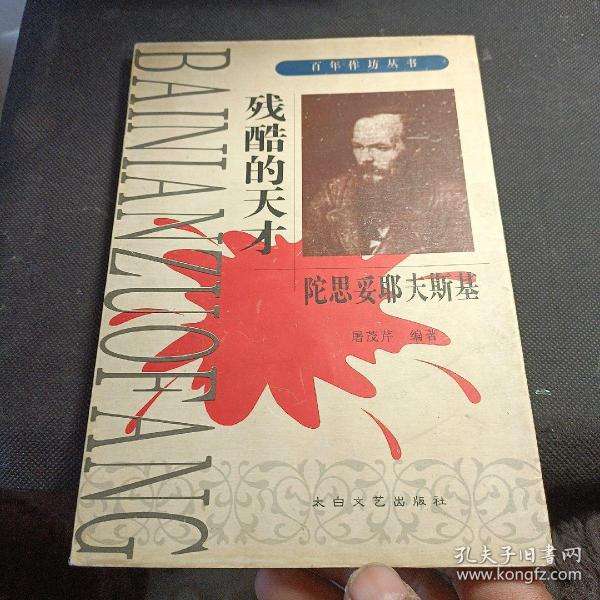 百年作坊丛书
BAINIANZUOFANG
残酷的天才
陀思妥耶夫斯基
屠茂芹 编著
太白文艺出版社
孔夫子旧书网
www.kongfz.com